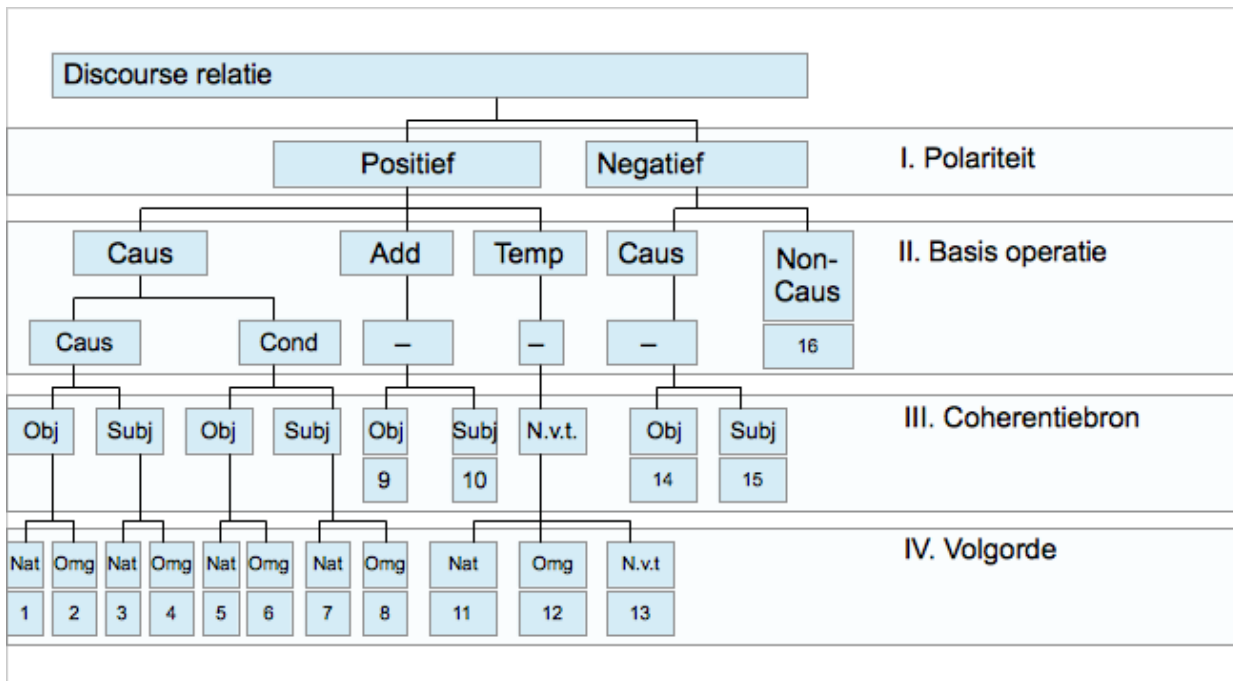 Discourse relatie
Positief Negatief I. Polariteit
Caus Add Temp Caus Non-Caus II. Basis operatie
Caus Cond – – – 16
Obj Subj Obj Subj Obj Subj N.v.t. Obj Subj III. Coherentiebron
9 10 14 15
Nat Omg Nat Omg Nat Omg Nat Omg Nat Omg N.v.t IV. Volgorde
1 2 3 4 5 6 7 8 11 12 13